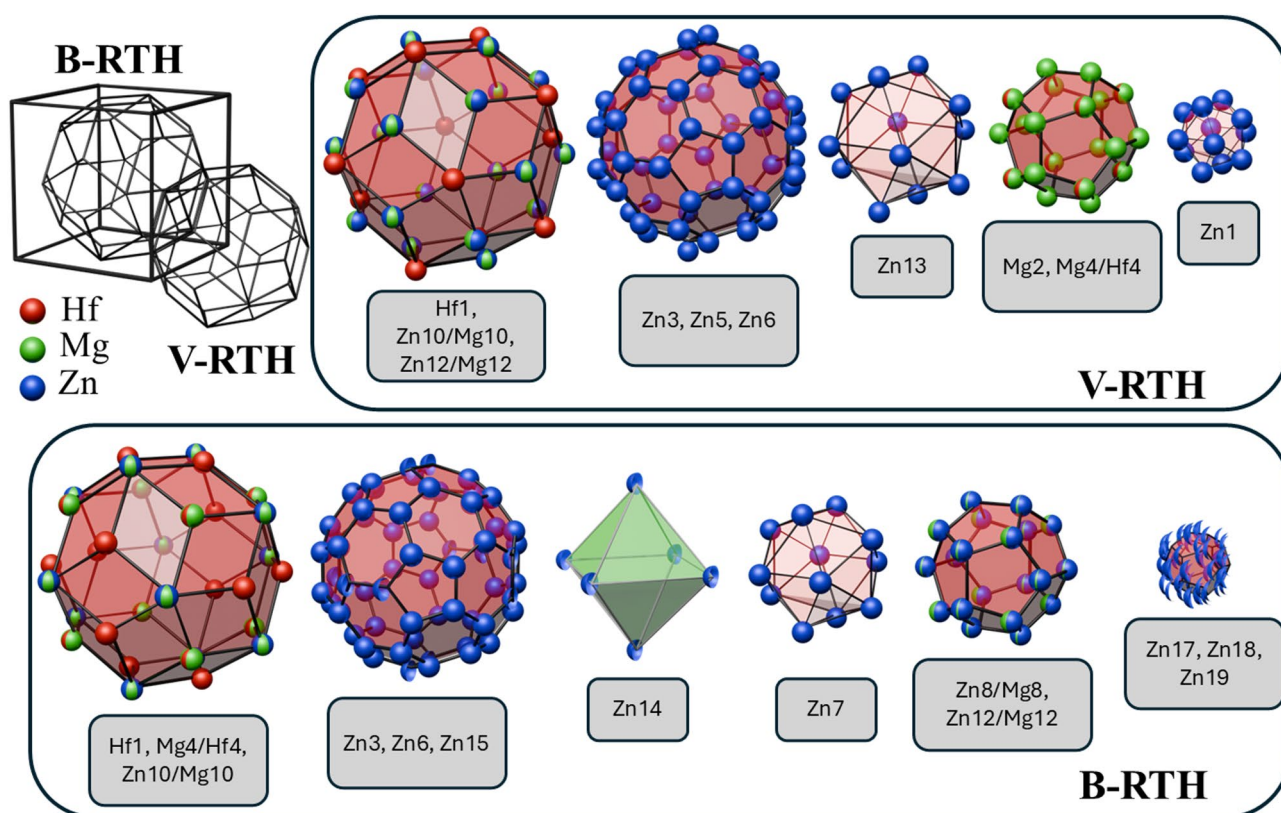 B-RTH
Hf
Mg
Zn
V-RTH
Hf1,
Zn10/Mg10,
Zn12/Mg12
Zn3, Zn5, Zn6
Zn13
Mg2, Mg4/Hf4
Zn1
V-RTH
Hf1, Mg4/Hf4,
Zn10/Mg10
Zn3, Zn6, Zn15
Zn14
Zn7
Zn8/Mg8,
Zn12/Mg12
Zn17, Zn18,
Zn19
B-RTH